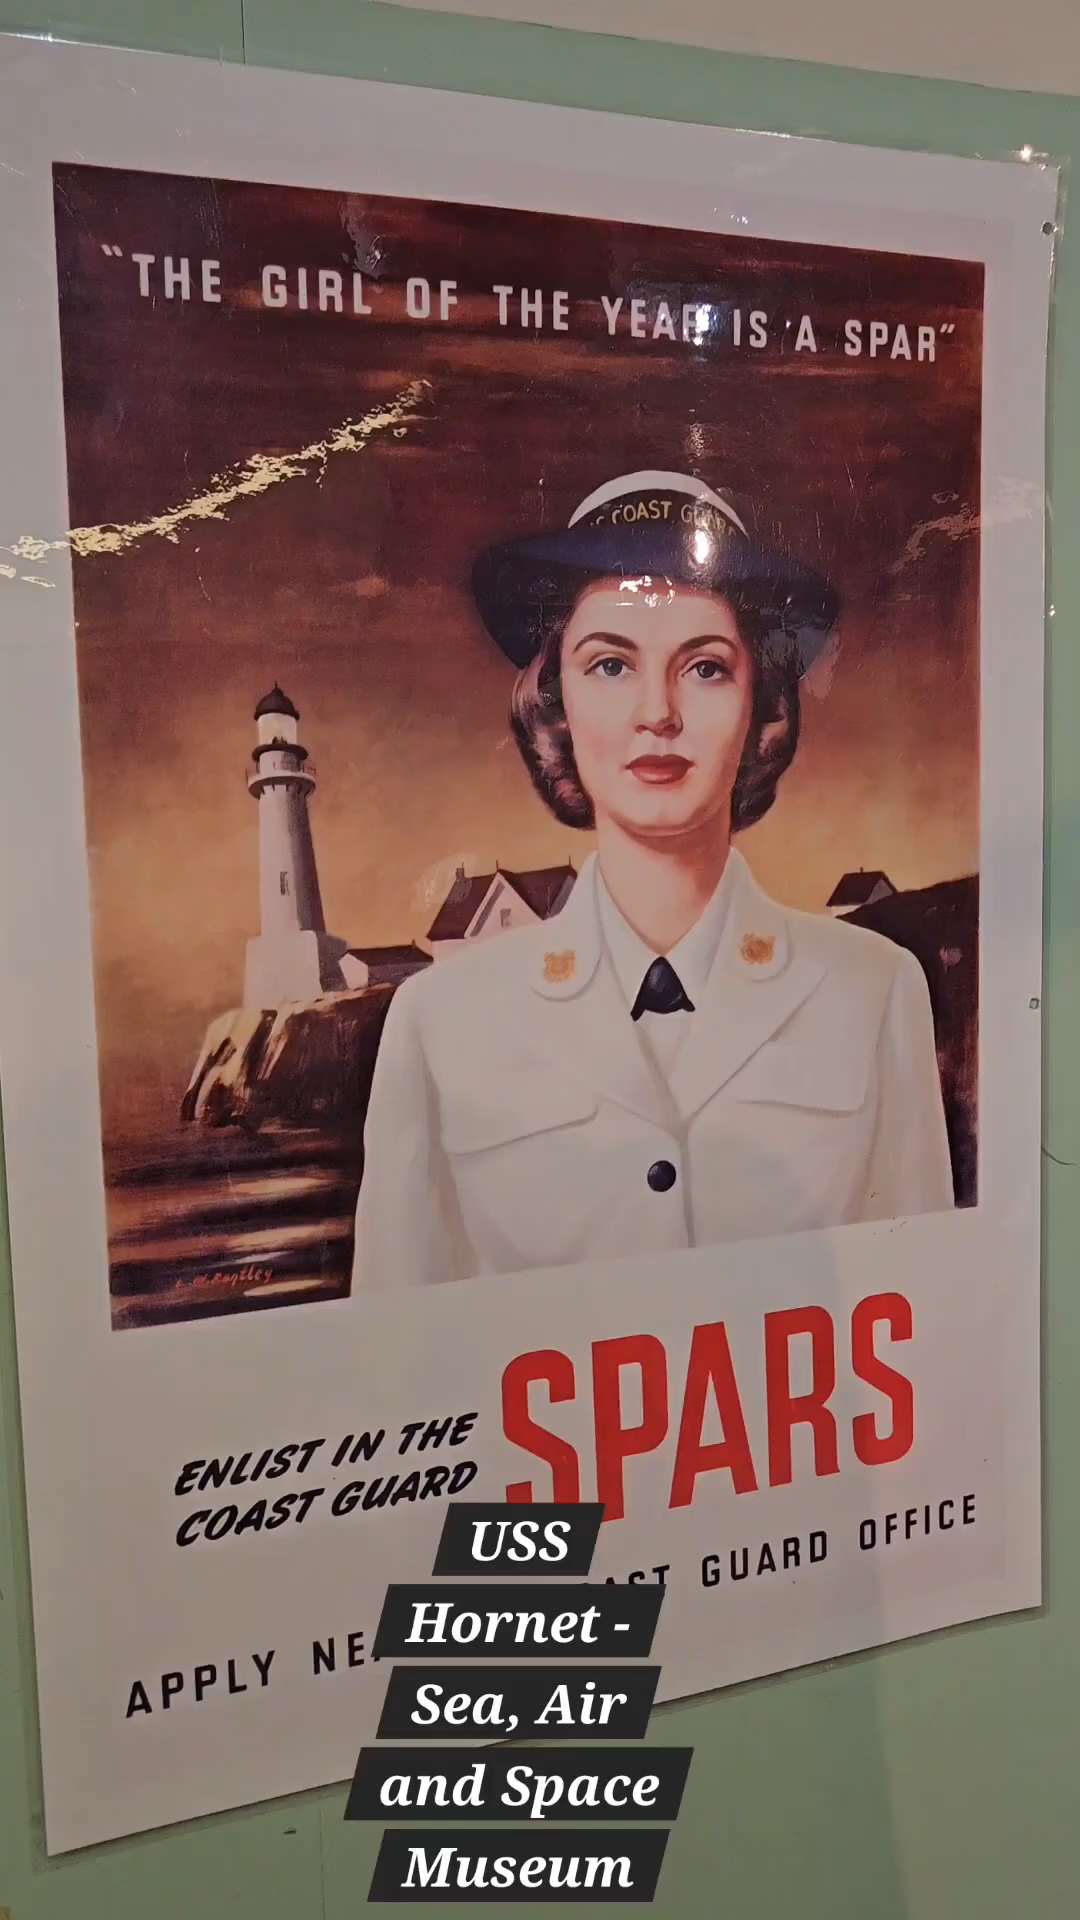 "THE GIRL OF THE YEAR IS A SPAR"
COAST GUARD
L. M. Bentley
ENLIST IN THE
COAST GUARD
SPARS
APPLY GUARD OFFICE
USS
Hornet -
Sea, Air
and Space
Museum